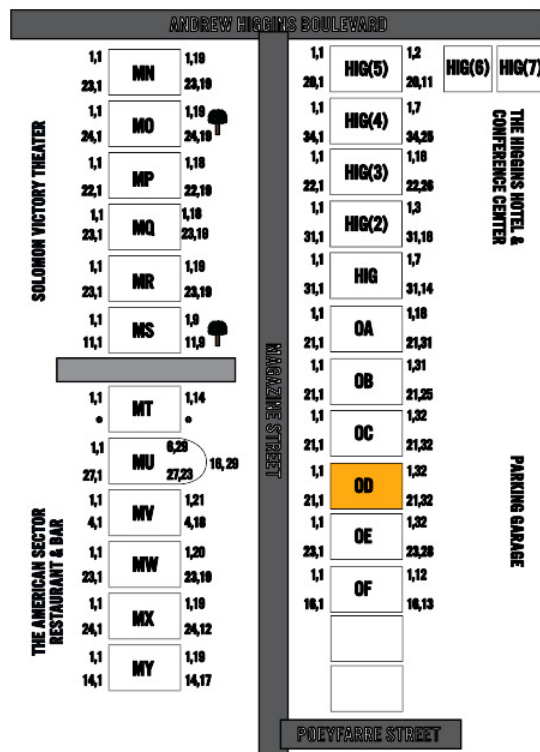 ANDREW HIGGINS BOULEVARD
1,1 MN 1,19
23,1 23,19
1,1 MO 1,19
24,1 24,19
1,1 MP 1,18
22,1 22,19
1,1 MQ 1,18
23,1 23,19
1,1 MR 1,19
23,1 23,19
1,1 MS 1,9
11,1 11,9
1,1 MT 1,14
* *
1,1 MU 6,29
27,1 27,23 16,29
1,1 MV 1,21
4,1 4,18
1,1 MW 1,20
23,1 23,19
1,1 MX 1,19
24,1 24,12
1,1 MY 1,19
14,1 14,17
SOLOMON VICTORY THEATER
THE AMERICAN SECTOR
RESTAURANT & BAR
MAGAZINE STREET
1,1 HIG(5) 1,2
20,1 20,11
HIG(6) HIG(7)
1,1 HIG(4) 1,7
34,1 34,25
1,1 HIG(3) 1,18
22,1 22,26
1,1 HIG(2) 1,3
31,1 31,16
1,1 HIG 1,7
31,1 31,14
1,1 OA 1,18
21,1 21,31
1,1 OB 1,31
21,1 21,25
1,1 OC 1,32
21,1 21,32
1,1 OD 1,32
21,1 21,32
1,1 OE 1,32
23,1 23,28
1,1 OF 1,12
16,1 16,13
THE HIGGINS HOTEL &
CONFERENCE CENTER
PARKING GARAGE
POEYFARRE STREET